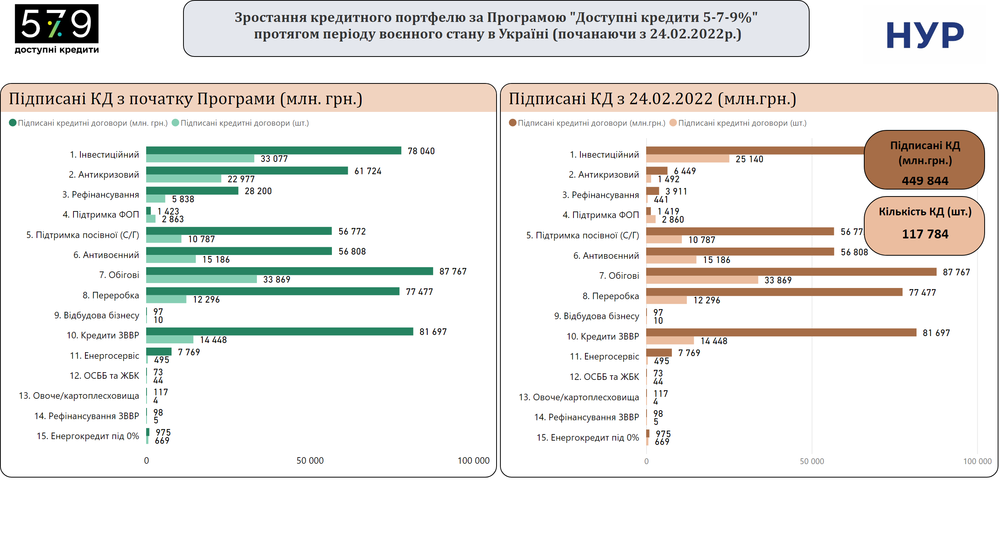 579
доступні кредити
Зростання кредитного портфелю за Програмою "Доступні кредити 5-7-9%"
протягом періоду воєнного стану в Україні (почанаючи з 24.02.2022р.)
НУР
Підписані КД з початку Програми (млн. грн.)
Підписані кредитні договори (млн. грн.) Підписані кредитні договори (шт.)
1. Інвестиційний 78 040
33 077
2. Антикризовий 61 724
22 977
3. Рефінансування 28 200
5 838
4. Підтримка ФОП 1 423
2 863
5. Підтримка посівної (С/Г) 56 772
10 787
6. Антивоєнний 56 808
15 186
7. Обігові 87 767
33 869
8. Переробка 77 477
12 296
9. Відбудова бізнесу 97
10
10. Кредити ЗВВР 81 697
14 448
11. Енергосервіс 7 769
495
12. ОСББ та ЖБК 73
44
13. Овоче/картоплесховища 117
4
14. Рефінансування ЗВВР 98
5
15. Енергокредит під 0% 975
669
0 50 000 100 000
Підписані КД з 24.02.2022 (млн.грн.)
Підписані кредитні договори (млн.грн.) Підписані кредитні договори (шт.)
1. Інвестиційний
25 140
2. Антикризовий 6 449
1 492
3. Рефінансування 3 911
441
4. Підтримка ФОП 1 419
2 860
5. Підтримка посівної (С/Г) 56 77
10 787
6. Антивоєнний 56 808
15 186
7. Обігові 87 767
33 869
8. Переробка 77 477
12 296
9. Відбудова бізнесу 97
10
10. Кредити ЗВВР 81 697
14 448
11. Енергосервіс 7 769
495
12. ОСББ та ЖБК 73
44
13. Овоче/картоплесховища 117
4
14. Рефінансування ЗВВР 98
5
15. Енергокредит під 0% 975
669
0 50 000 100 000
Підписані КД
(млн.грн.)
449 844
Кількість КД (шт.)
117 784